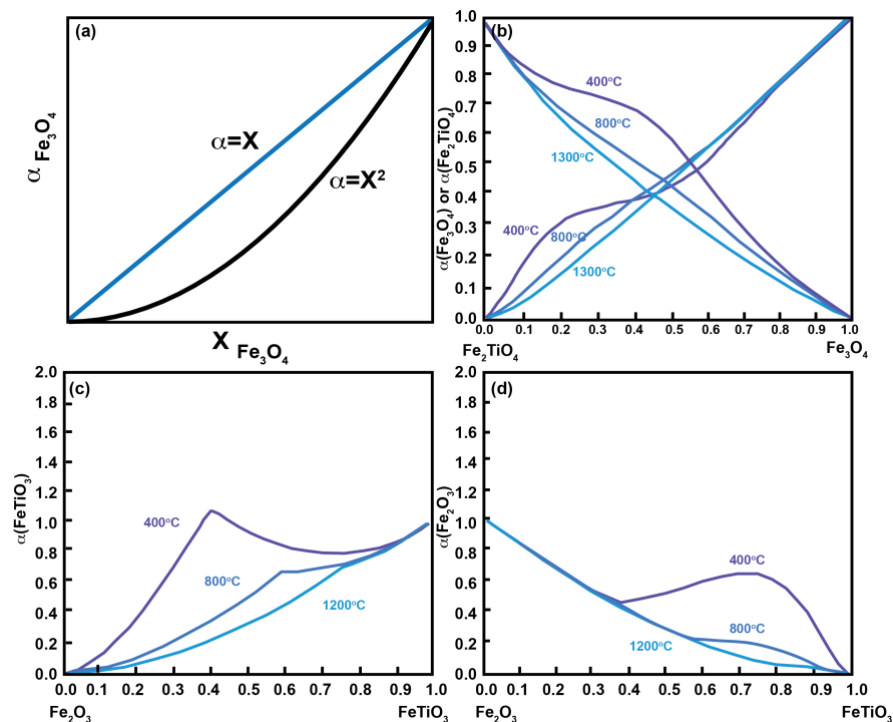 (a)
α Fe3O4
α=X
α=X2
X Fe3O4
(b)
α(Fe3O4) or α(Fe2TiO4)
1.0
0.9
0.8
0.7
0.6
0.5
0.4
0.3
0.2
0.1
0.0
400°C
800°C
1300°C
400°C
800°C
1300°C
0.0 0.1 0.2 0.3 0.4 0.5 0.6 0.7 0.8 0.9 1.0
Fe2TiO4 Fe3O4
(c)
α(FeTiO3)
2.0
1.8
1.6
1.4
1.2
1.0
0.8
0.6
0.4
0.2
0.0
400°C
800°C
1200°C
0.0 0.1 0.2 0.3 0.4 0.5 0.6 0.7 0.8 0.9 1.0
Fe2O3 FeTiO3
(d)
α(Fe2O3)
2.0
1.8
1.6
1.4
1.2
1.0
0.8
0.6
0.4
0.2
0.0
400°C
800°C
1200°C
0.0 0.1 0.2 0.3 0.4 0.5 0.6 0.7 0.8 0.9 1.0
Fe2O3 FeTiO3